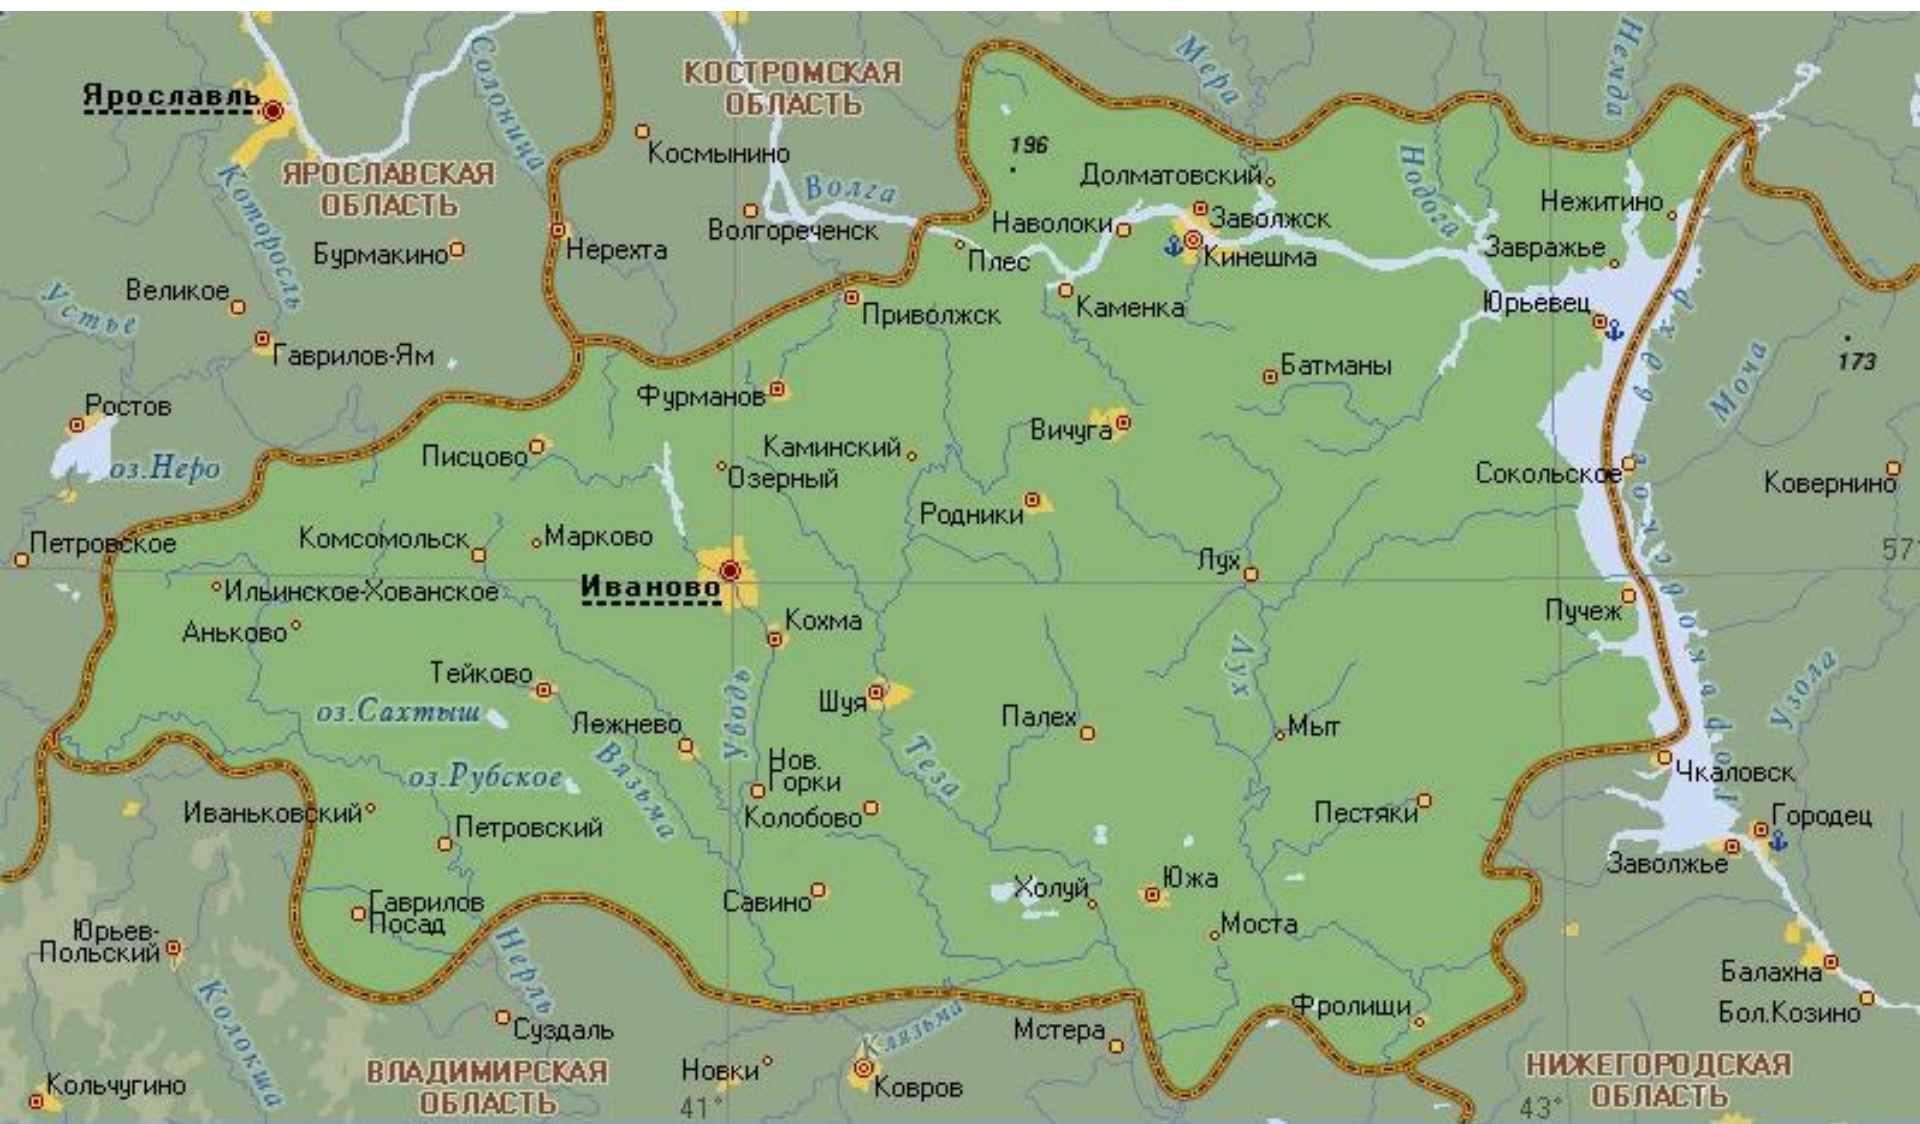 Ярославль
ЯРОСЛАВСКАЯ
ОБЛАСТЬ
КОСТРОМСКАЯ
ОБЛАСТЬ
Солоница
Которосль
Устье
Мера
Нодога
Немда
Волга
196
Космынино
Волгореченск
Нерехта
Бурмакино
Великое
Гаврилов-Ям
Ростов
оз.Неро
Петровское
Долматовский
Наволоки
Заволжск
Кинешма
Плес
Каменка
Приволжск
Нежитино
Завражье
Юрьевец
Батманы
Фурманов
Вичуга
Каминский
Писцово
Озерный
Родники
Сокольское
Моча
173
Ковернино
57°
Комсомольск
Марково
Иваново
Ильинское-Хованское
Аньково
Кохма
Лух
Пучеж
Тейково
оз.Сахтыш
Лежнево
Уводь
Шуя
Палех
Лух
Мыт
Узола
Горьковское вдхр.
Вязьма
Теза
Нов.
Горки
оз.Рубское
Иваньковский
Петровский
Колобово
Пестяки
Чкаловск
Городец
Заволжье
Гаврилов
Посад
Савино
Холуй
Южа
Моста
Юрьев-
Польский
Колокша
Нерль
Суздаль
Клязьма
Мстера
Фролищи
Балахна
Бол.Козино
Кольчугино
ВЛАДИМИРСКАЯ
ОБЛАСТЬ
Новки
Ковров
41°
43°
НИЖЕГОРОДСКАЯ
ОБЛАСТЬ